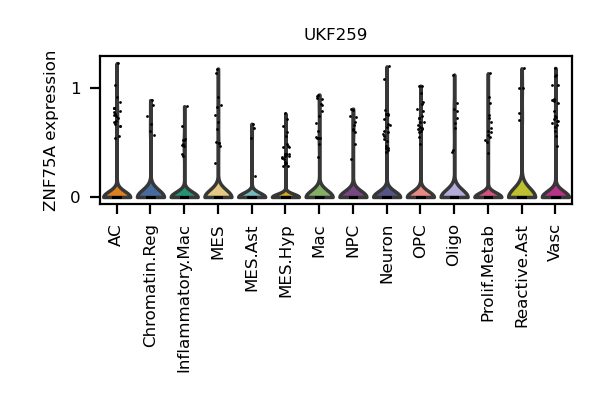 UKF259
ZNF75A expression
1
0
AC
Chromatin.Reg
Inflammatory.Mac
MES
MES.Ast
MES.Hyp
Mac
NPC
Neuron
OPC
Oligo
Prolif.Metab
Reactive.Ast
Vasc